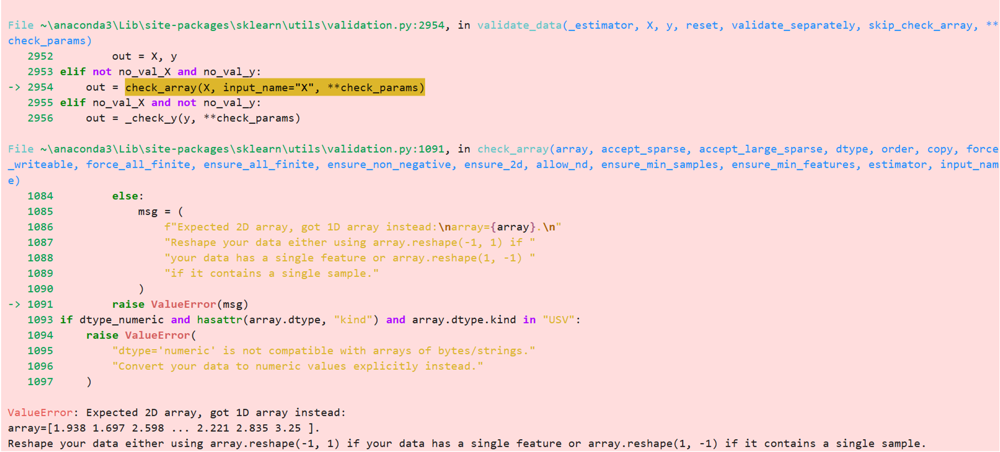 File ~\anaconda3\Lib\site-packages\sklearn\utils\validation.py:2954, in validate_data(_estimator, X, y, reset, validate_separately, skip_check_array, **
check_params)
   2952         out = X, y
   2953 elif not no_val_X and no_val_y:
-> 2954     out = check_array(X, input_name="X", **check_params)
   2955 elif no_val_X and not no_val_y:
   2956     out = _check_y(y, **check_params)

File ~\anaconda3\Lib\site-packages\sklearn\utils\validation.py:1091, in check_array(array, accept_sparse, accept_large_sparse, dtype, order, copy, force
_writeable, force_all_finite, ensure_all_finite, ensure_non_negative, ensure_2d, allow_nd, ensure_min_samples, ensure_min_features, estimator, input_nam
e)
   1084         else:
   1085             msg = (
   1086                 f"Expected 2D array, got 1D array instead:\narray={array}.\n"
   1087                 "Reshape your data either using array.reshape(-1, 1) if "
   1088                 "your data has a single feature or array.reshape(1, -1) "
   1089                 "if it contains a single sample."
   1090             )
-> 1091         raise ValueError(msg)
   1093 if dtype_numeric and hasattr(array.dtype, "kind") and array.dtype.kind in "USV":
   1094     raise ValueError(
   1095         "dtype='numeric' is not compatible with arrays of bytes/strings."
   1096         "Convert your data to numeric values explicitly instead."
   1097     )

ValueError: Expected 2D array, got 1D array instead:
array=[1.938 1.697 2.598 ... 2.221 2.835 3.25 ].
Reshape your data either using array.reshape(-1, 1) if your data has a single feature or array.reshape(1, -1) if it contains a single sample.